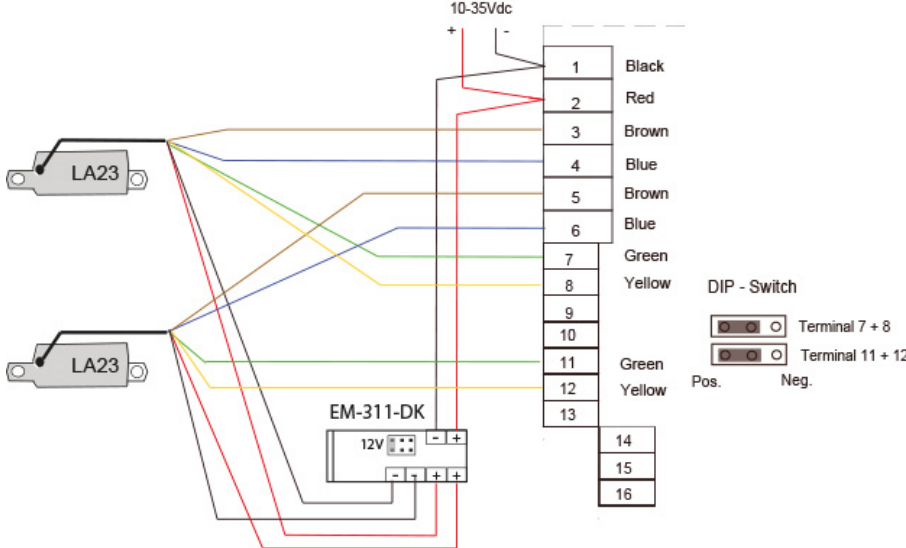 10-35Vdc
+ -
1 Black
2 Red
3 Brown
4 Blue
5 Brown
6 Blue
7 Green
8 Yellow
9
10
11 Green
12 Yellow
13
14
15
16
LA23
LA23
DIP - Switch
Terminal 7 + 8
Terminal 11 + 12
Pos. Neg.
EM-311-DK
- +
12V
- - + +